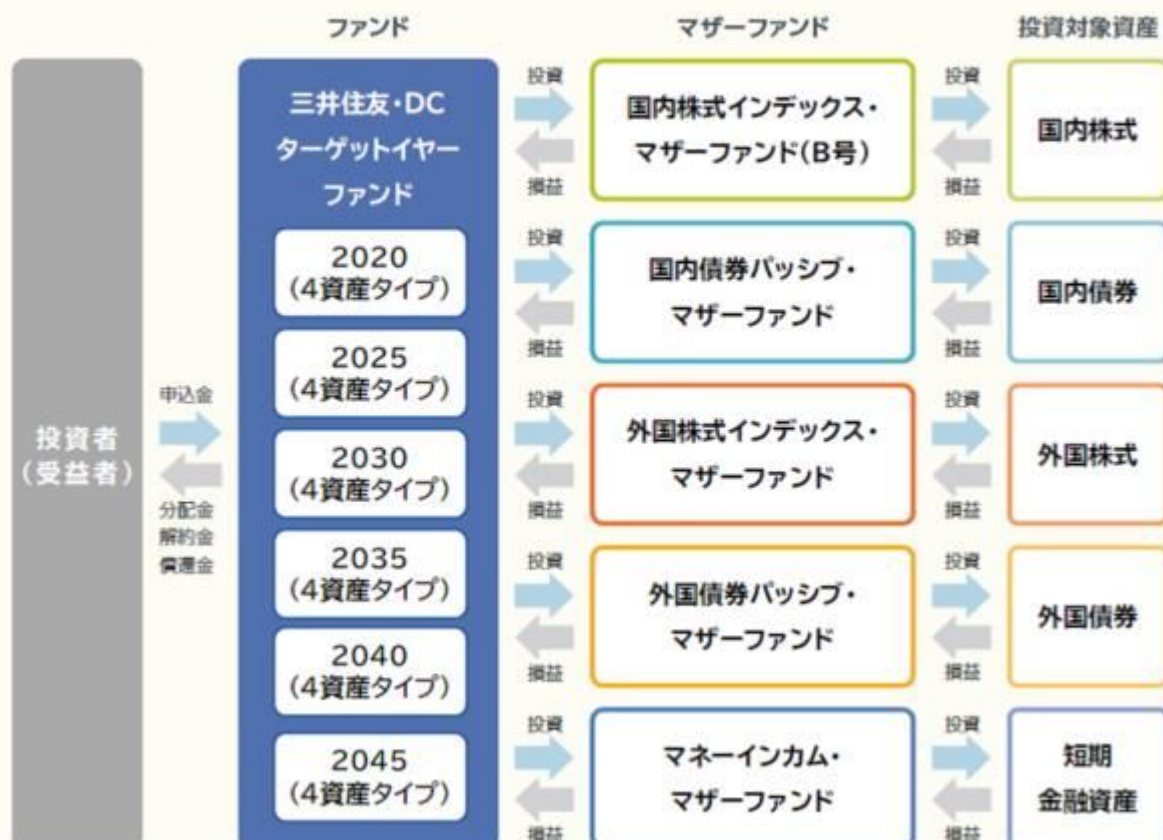 ファンド
マザーファンド
投資対象資産
投資者
(受益者)
申込金
分配金
解約金
償還金
三井住友・DC
ターゲットイヤー
ファンド
2020
(4資産タイプ)
2025
(4資産タイプ)
2030
(4資産タイプ)
2035
(4資産タイプ)
2040
(4資産タイプ)
2045
(4資産タイプ)
投資
損益
国内株式インデックス・
マザーファンド(B号)
投資
損益
国内株式
投資
損益
国内債券パッシブ・
マザーファンド
投資
損益
国内債券
投資
損益
外国株式インデックス・
マザーファンド
投資
損益
外国株式
投資
損益
外国債券パッシブ・
マザーファンド
投資
損益
外国債券
投資
損益
マネーインカム・
マザーファンド
投資
損益
短期
金融資産